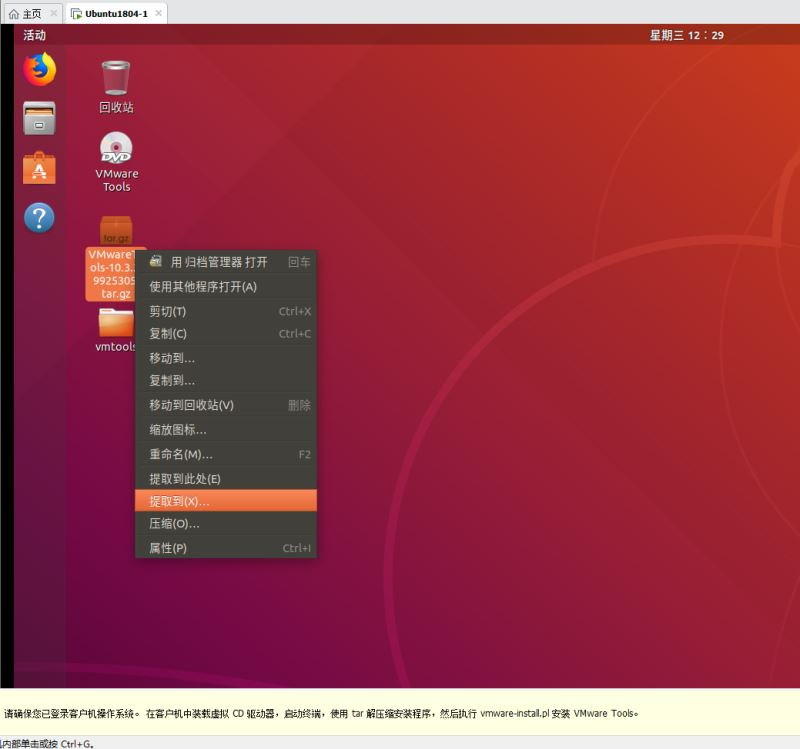 主页
Ubuntu1804-1
活动
星期三 12：29
回收站
DVD
VMware
Tools
tar.gz
VMwareT
ols-10.3.
9925305
tar.gz
vmtools
用 归档管理器 打开 回车
使用其他程序打开(A)
剪切(T) Ctrl+X
复制(C) Ctrl+C
移动到…
复制到…
移动到回收站(V) 删除
缩放图标…
重命名(M)… F2
提取到此处(E)
提取到(X)…
压缩(O)…
属性(P) Ctrl+I
请确保您已登录客户机操作系统。在客户机中装载虚拟 CD 驱动器，启动终端，使用 tar 解压缩安装程序，然后执行 vmware-install.pl 安装 VMware Tools。
内部单击或按 Ctrl+G。